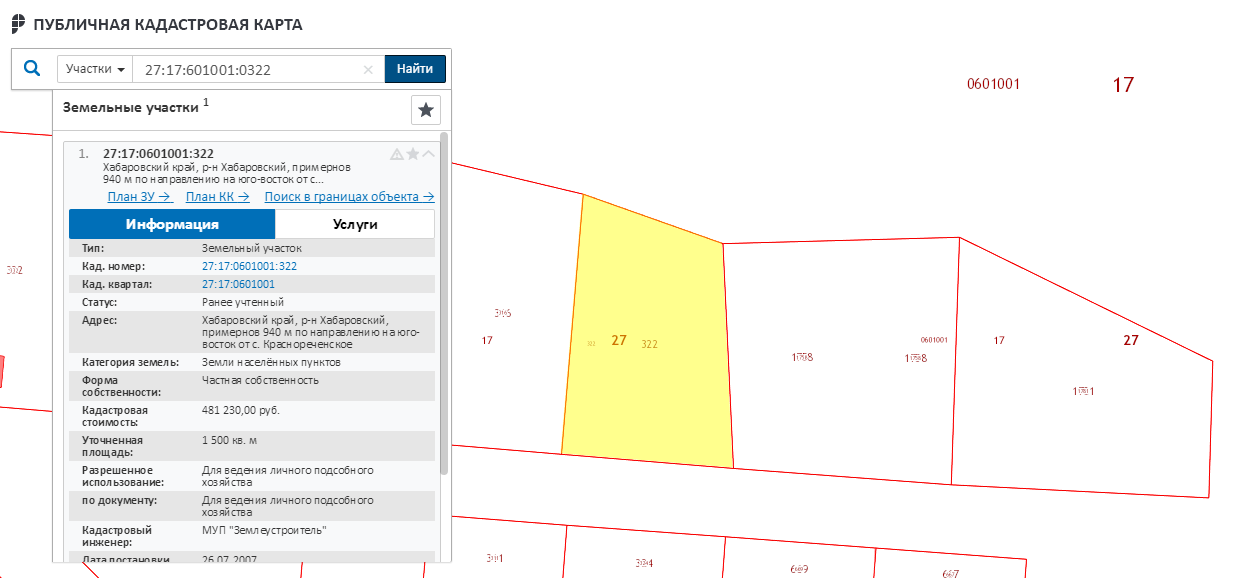 ПУБЛИЧНАЯ КАДАСТРОВАЯ КАРТА
Участки 27:17:601001:0322 Найти
Земельные участки 1
1. 27:17:0601001:322
Хабаровский край, р-н Хабаровский, примернов
940 м по направлению на юго-восток от с...
План ЗУ → План КК → Поиск в границах объекта →
Информация Услуги
Тип: Земельный участок
Кад. номер: 27:17:0601001:322
Кад. квартал: 27:17:0601001
Статус: Ранее учтенный
Адрес: Хабаровский край, р-н Хабаровский,
примернов 940 м по направлению на юго-
восток от с. Краснореченское
Категория земель: Земли населённых пунктов
Форма Частная собственность
собственности:
Кадастровая 481 230,00 руб.
стоимость:
Уточненная 1 500 кв. м
площадь:
Разрешенное Для ведения личного подсобного
использование: хозяйства
по документу: Для ведения личного подсобного
хозяйства
Кадастровый МУП "Землеустроитель"
инженер:
Дата постановки 26.07.2007
0601001 17
17
27 322
0601001
17 27